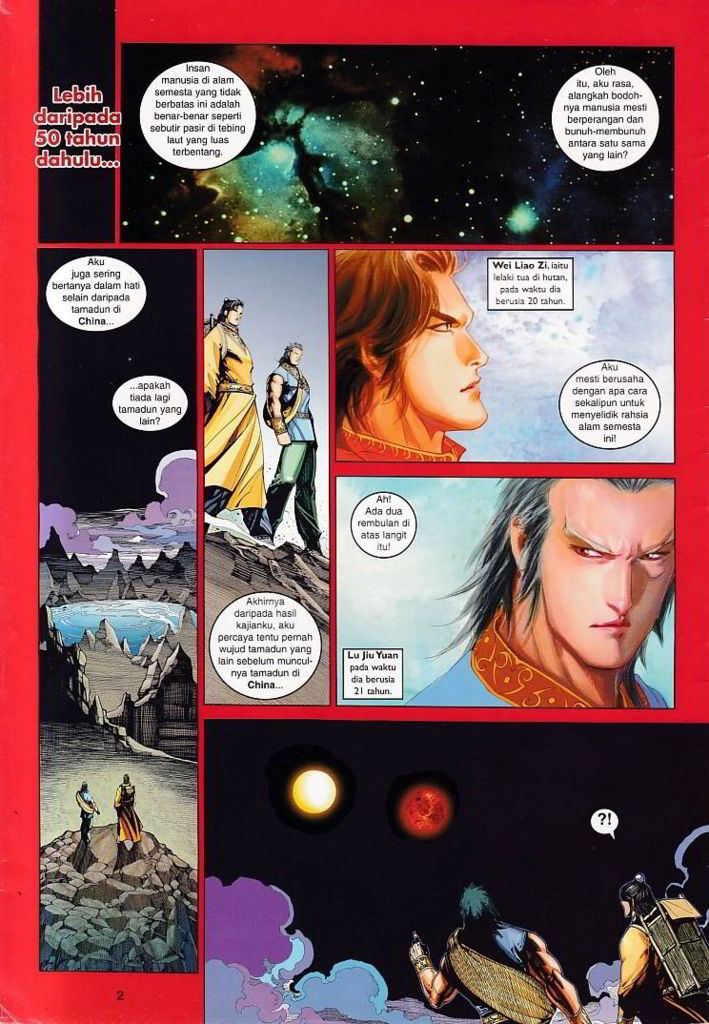 Lebih
daripada
50 tahun
dahulu...
Insan
manusia di alam
semesta yang tidak
berbatas ini adalah
benar-benar seperti
sebutir pasir di tebing
laut yang luas
terbentang.
Oleh
itu, aku rasa,
alangkah bodoh-
nya manusia mesti
berperangan dan
bunuh-membunuh
antara satu sama
yang lain?
Aku
juga sering
bertanya dalam hati
selain daripada
tamadun di
China...
...apakah
tiada lagi
tamadun yang
lain?
Akhirnya
daripada hasil
kajianku, aku
percaya tentu pernah
wujud tamadun yang
lain sebelum muncul-
nya tamadun di
China...
Wei Liao Zi, iaitu
lelaki tua di hutan,
pada waktu dia
berusia 20 tahun.
Aku
mesti berusaha
dengan apa cara
sekalipun untuk
menyelidik rahsia
alam semesta
ini!
Ah!
Ada dua
rembulan di
atas langit
itu!
Lu Jiu Yuan
pada waktu
dia berusia
21 tahun.
?!
2